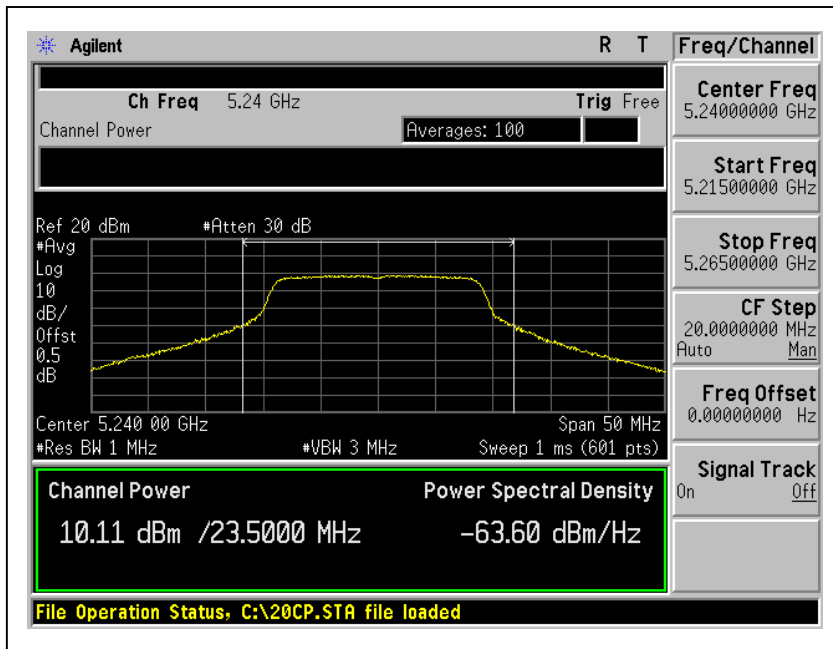 Agilent R T Freq/Channel
Ch Freq 5.24 GHz Trig Free
Channel Power Averages: 100
Ref 20 dBm #Atten 30 dB
#Avg
Log
10
dB/
Offst
0.5
dB
Center 5.240 00 GHz Span 50 MHz
#Res BW 1 MHz #VBW 3 MHz Sweep 1 ms (601 pts)
Channel Power Power Spectral Density
10.11 dBm /23.5000 MHz -63.60 dBm/Hz
File Operation Status, C:\20CP.STA file loaded
Center Freq
5.24000000 GHz
Start Freq
5.21500000 GHz
Stop Freq
5.26500000 GHz
CF Step
20.0000000 MHz
Auto Man
Freq Offset
0.00000000 Hz
Signal Track
On Off